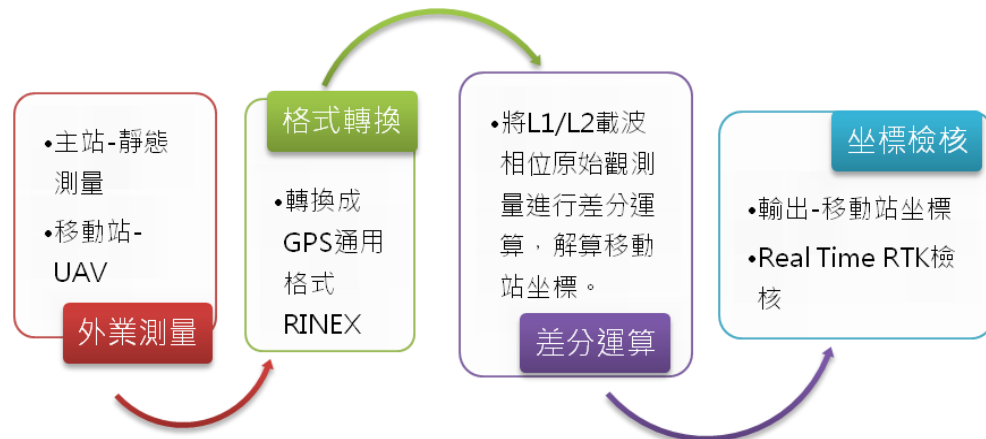 •主站-靜態
測量
•移動站-
UAV
外業測量
格式轉換
•轉換成
GPS通用
格式
RINEX
•將L1/L2載波
相位原始觀測
量進行差分運
算，解算移動
站坐標。
差分運算
坐標檢核
•輸出-移動站坐標
•Real Time RTK檢
核